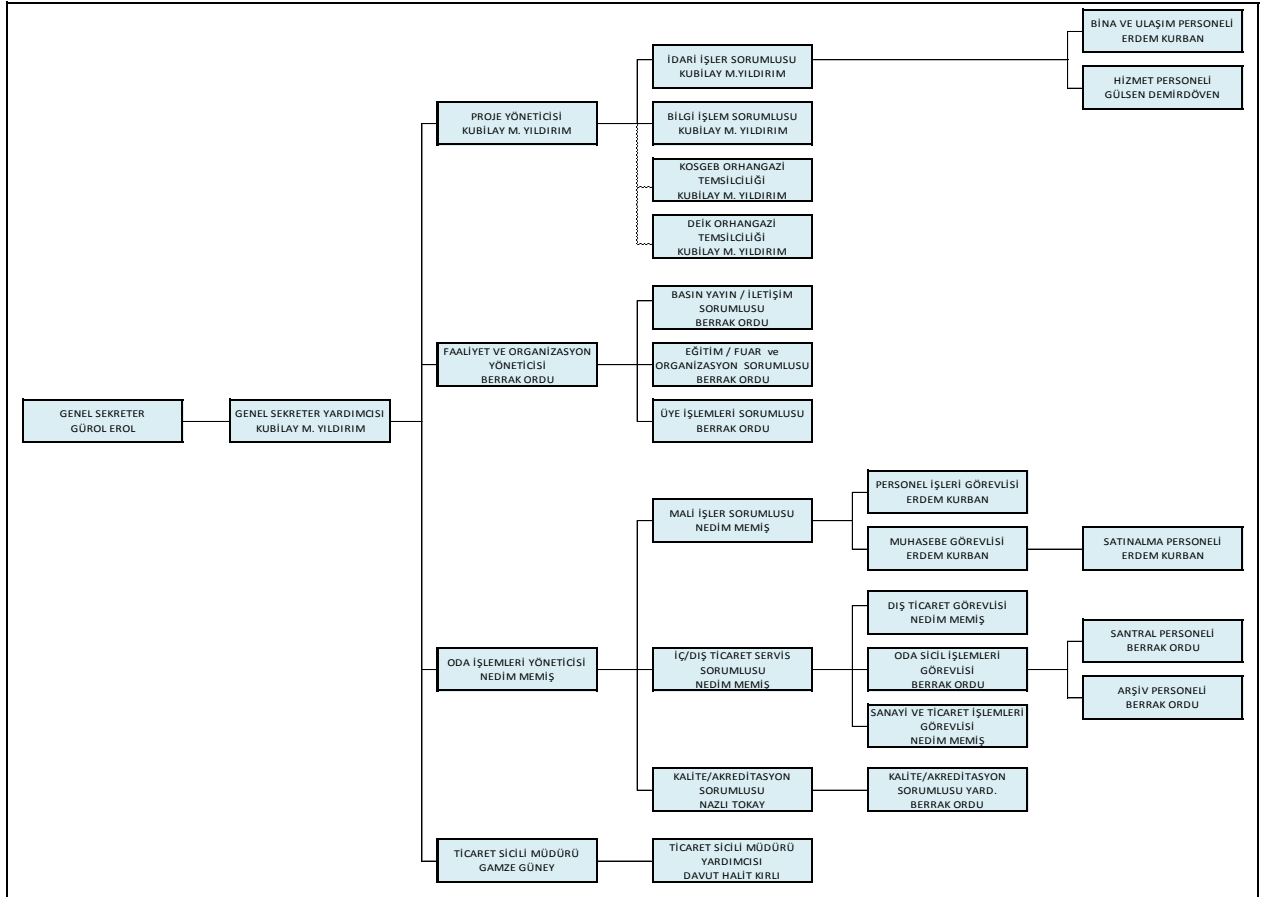 BİNA VE ULAŞIM PERSONELİ
ERDEM KURBAN
İDARİ İŞLER SORUMLUSU
KUBİLAY M.YILDIRIM
HİZMET PERSONELİ
GÜLSEN DEMİRDÖVEN
PROJE YÖNETİCİSİ
KUBİLAY M. YILDIRIM
BİLGİ İŞLEM SORUMLUSU
KUBİLAY M. YILDIRIM
KOSGEB ORHANGAZİ
TEMSİLCİLİĞİ
KUBİLAY M. YILDIRIM
DEİK ORHANGAZİ
TEMSİLCİLİĞİ
KUBİLAY M. YILDIRIM
BASIN YAYIN / İLETİŞİM
SORUMLUSU
BERRAK ORDU
FAALİYET VE ORGANİZASYON
YÖNETİCİSİ
BERRAK ORDU
EĞİTİM / FUAR ve
ORGANİZASYON SORUMLUSU
BERRAK ORDU
GENEL SEKRETER
GÜROL EROL
GENEL SEKRETER YARDIMCISI
KUBİLAY M. YILDIRIM
ÜYE İŞLEMLERİ SORUMLUSU
BERRAK ORDU
PERSONEL İŞLERİ GÖREVLİSİ
ERDEM KURBAN
MALİ İŞLER SORUMLUSU
NEDİM MEMİŞ
MUHASEBE GÖREVLİSİ
ERDEM KURBAN
SATINALMA PERSONELİ
ERDEM KURBAN
DIŞ TİCARET GÖREVLİSİ
NEDİM MEMİŞ
SANTRAL PERSONELİ
BERRAK ORDU
ODA İŞLEMLERİ YÖNETİCİSİ
NEDİM MEMİŞ
İÇ/DIŞ TİCARET SERVİS
SORUMLUSU
NEDİM MEMİŞ
ODA SİCİL İŞLEMLERİ
GÖREVLİSİ
BERRAK ORDU
ARŞİV PERSONELİ
BERRAK ORDU
SANAYİ VE TİCARET İŞLEMLERİ
GÖREVLİSİ
NEDİM MEMİŞ
KALİTE/AKREDİTASYON
SORUMLUSU
NAZLI TOKAY
KALİTE/AKREDİTASYON
SORUMLUSU YARD.
BERRAK ORDU
TİCARET SİCİLİ MÜDÜRÜ
GAMZE GÜNEY
TİCARET SİCİLİ MÜDÜRÜ
YARDIMCISI
DAVUT HALİT KIRLI